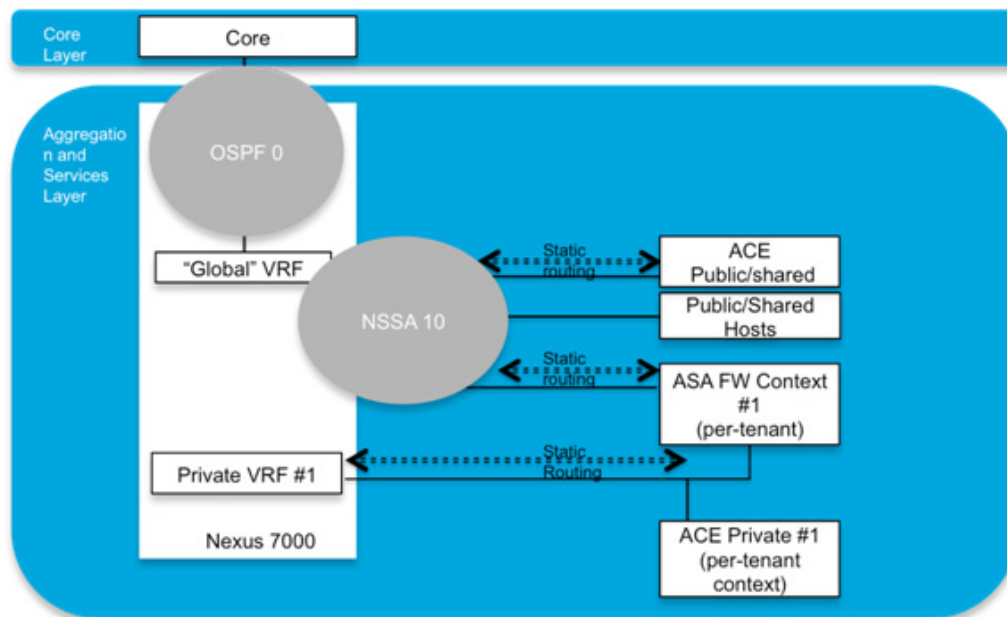 Core
Layer
Core
Aggregatio
n and
Services
Layer
OSPF 0
“Global” VRF
NSSA 10
Static
routing
ACE
Public/shared
Public/Shared
Hosts
Static
routing
ASA FW Context
#1
(per-tenant)
Static
Routing
Private VRF #1
Nexus 7000
ACE Private #1
(per-tenant
context)